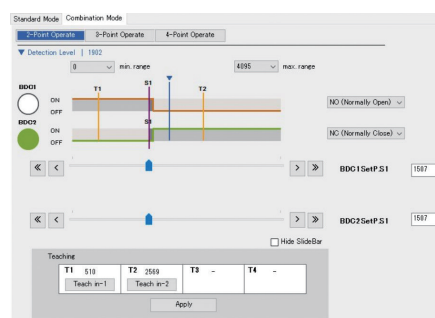 Standard Mode Combination Mode
2-Point Operate 3-Point Operate 4-Point Operate
▼ Detection Level | 1902
0 min. range 4095 max. range
BDC1 T1 S1 T2
ON
OFF
NO (Normally Open)
BDC2 S1
ON
OFF
NC (Normally Close)
« < > » BDC1SetP.S1 1587
« < > » BDC2SetP.S1 1587
Hide SlideBar
Teaching
T1 510 T2 2569 T3 - T4 -
Teach in-1 Teach in-2
Apply